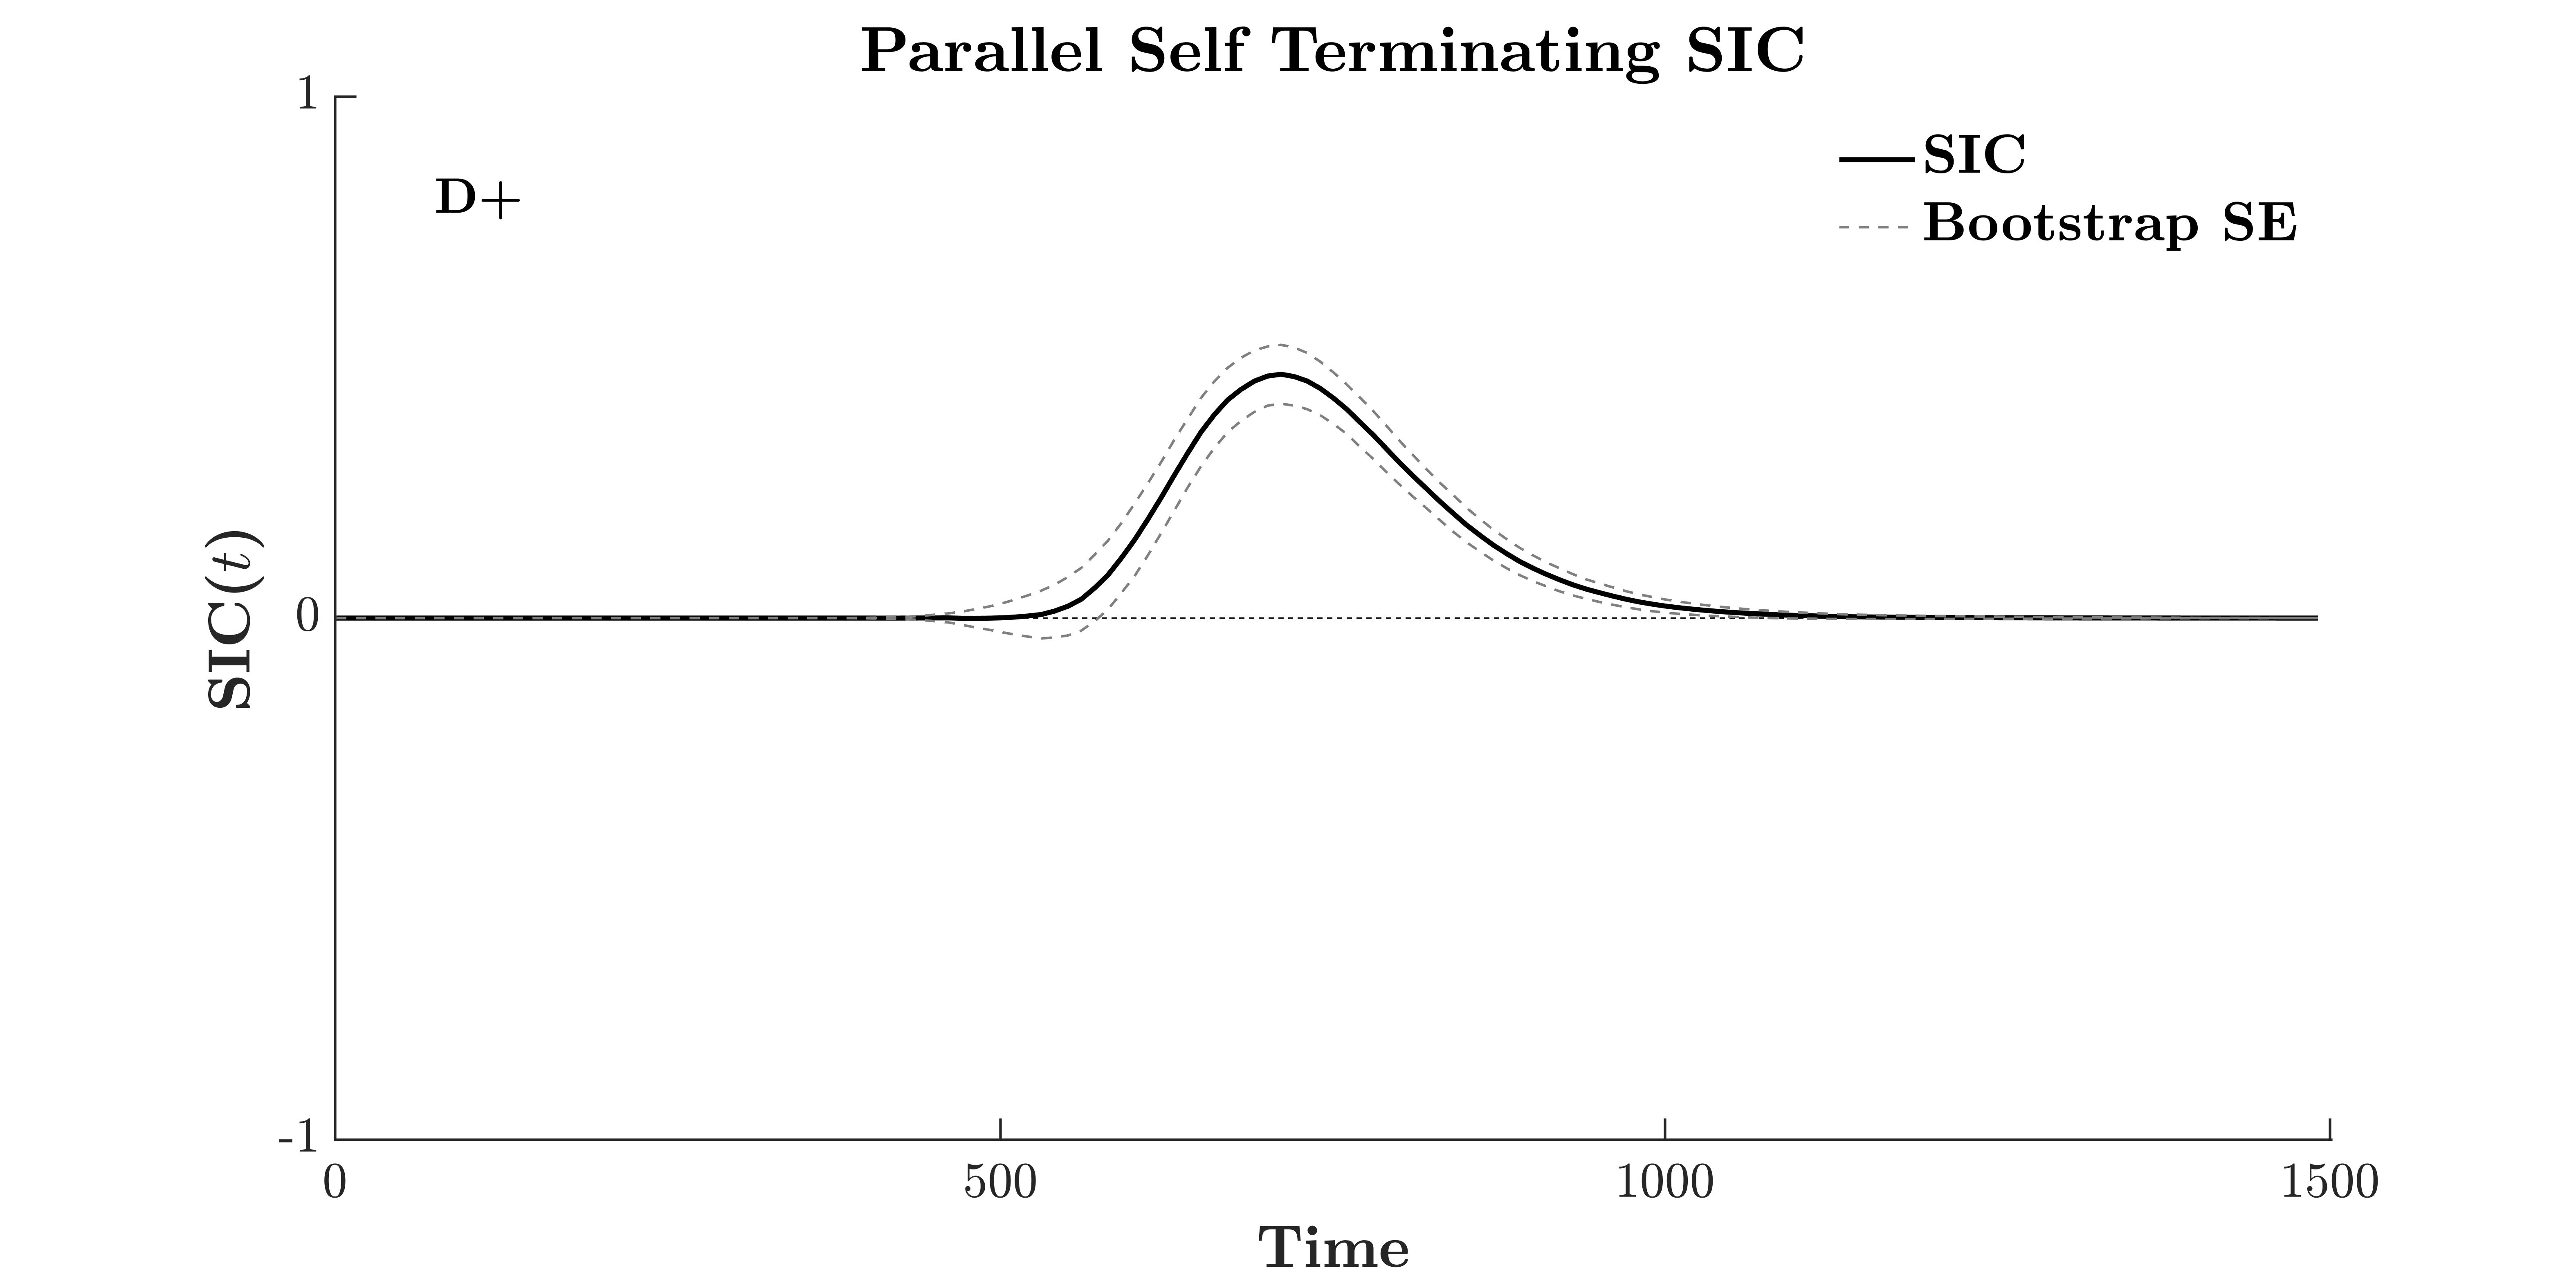 Parallel Self Terminating SIC
1
SIC
D+
Bootstrap SE
SIC(t)
0
-1
0 500 1000 1500
Time